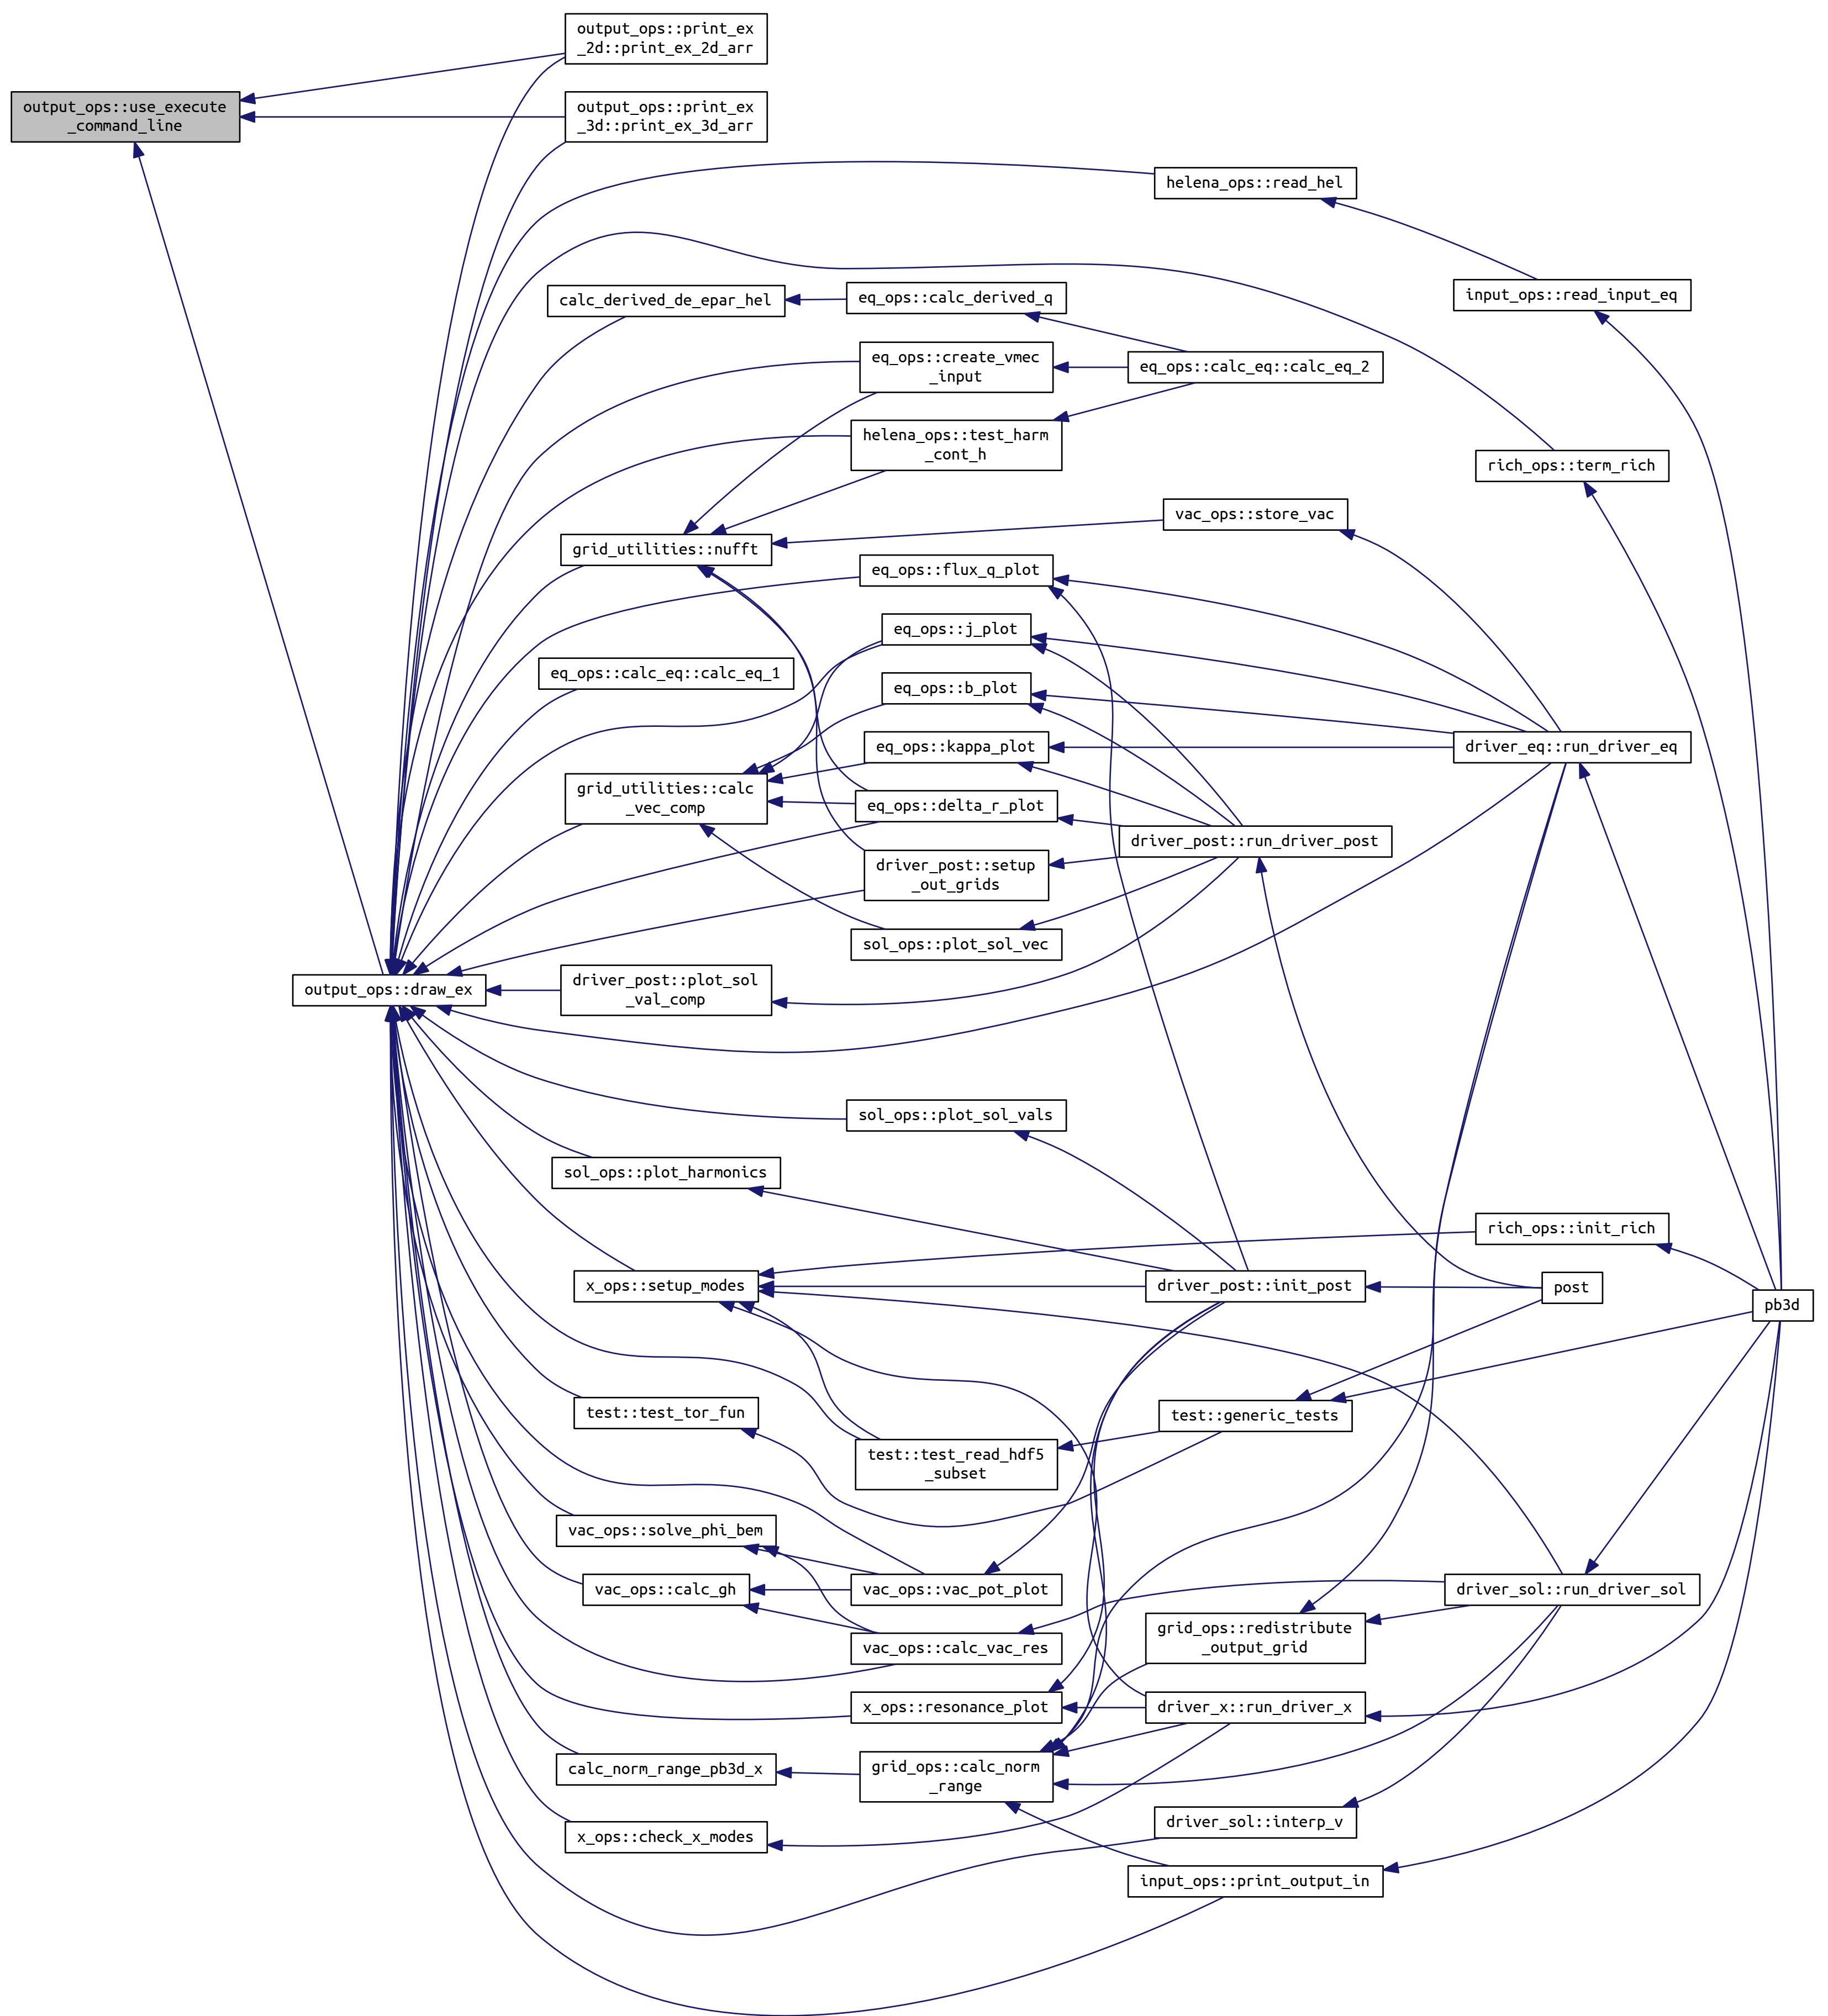 output_ops::print_ex
_2d::print_ex_2d_arr
output_ops::use_execute
_command_line
output_ops::print_ex
_3d::print_ex_3d_arr
helena_ops::read_hel
input_ops::read_input_eq
calc_derived_de_epar_hel
eq_ops::calc_derived_q
eq_ops::create_vmec
_input
eq_ops::calc_eq::calc_eq_2
helena_ops::test_harm
_cont_h
rich_ops::term_rich
vac_ops::store_vac
grid_utilities::nufft
eq_ops::flux_q_plot
eq_ops::j_plot
eq_ops::calc_eq::calc_eq_1
eq_ops::b_plot
eq_ops::kappa_plot
driver_eq::run_driver_eq
grid_utilities::calc
_vec_comp
eq_ops::delta_r_plot
driver_post::run_driver_post
driver_post::setup
_out_grids
sol_ops::plot_sol_vec
output_ops::draw_ex
driver_post::plot_sol
_val_comp
sol_ops::plot_sol_vals
sol_ops::plot_harmonics
rich_ops::init_rich
x_ops::setup_modes
driver_post::init_post
post
pb3d
test::test_tor_fun
test::generic_tests
test::test_read_hdf5
_subset
vac_ops::solve_phi_bem
vac_ops::calc_gh
vac_ops::vac_pot_plot
driver_sol::run_driver_sol
grid_ops::redistribute
_output_grid
vac_ops::calc_vac_res
x_ops::resonance_plot
driver_x::run_driver_x
calc_norm_range_pb3d_x
grid_ops::calc_norm
_range
driver_sol::interp_v
x_ops::check_x_modes
input_ops::print_output_in